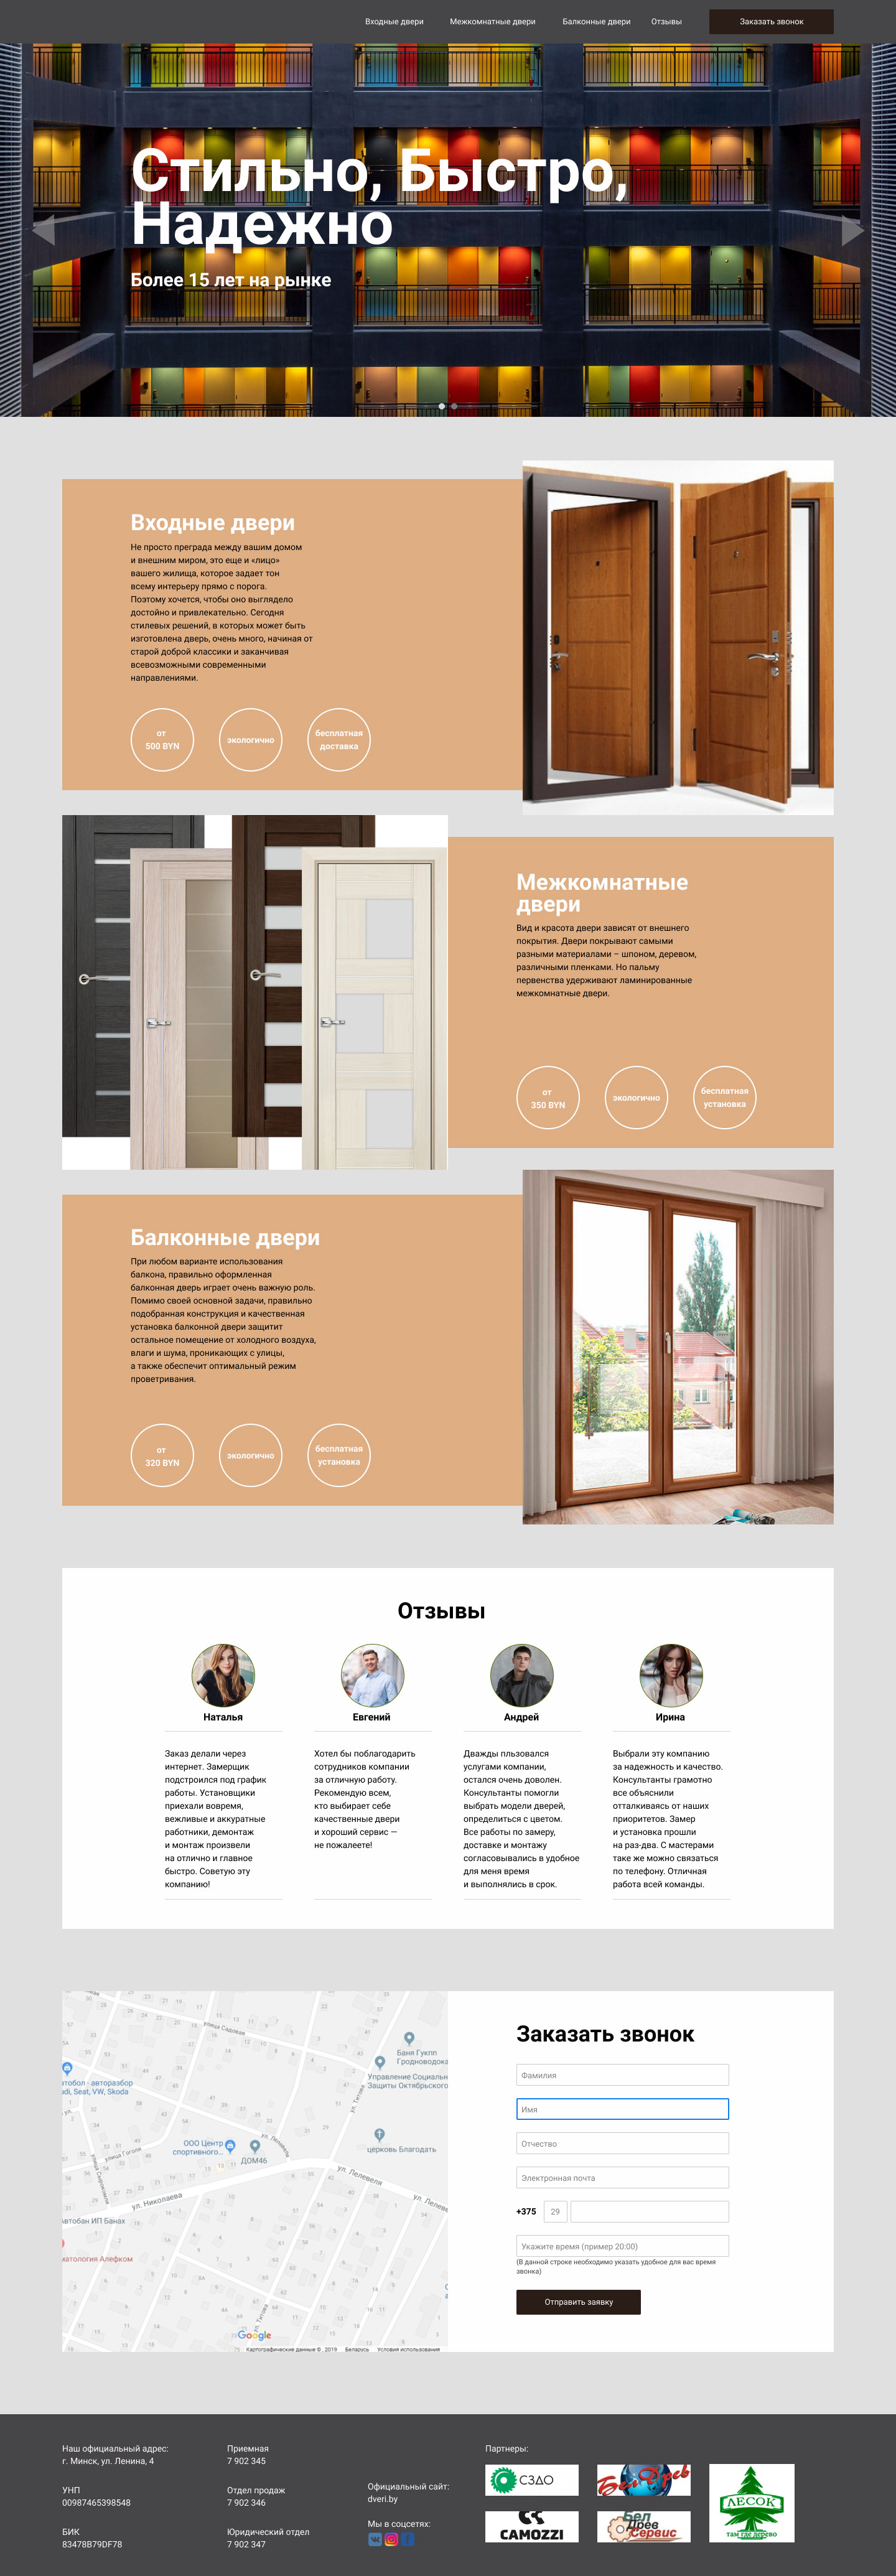 Входные двери
Межкомнатные двери
Балконные двери
Отзывы
Заказать звонок
Стильно, Быстро,
Надежно
Более 15 лет на рынке
Входные двери
Не просто преграда между вашим домом
и внешним миром, это еще и «лицо»
вашего жилища, которое задает тон
всему интерьеру прямо с порога.
Поэтому хочется, чтобы оно выглядело
достойно и привлекательно. Сегодня
стилевых решений, в которых может быть
изготовлена дверь, очень много, начиная от
старой доброй классики и заканчивая
всевозможными современными
направлениями.
от
500 BYN
экологично
бесплатная
доставка
Межкомнатные
двери
Вид и красота двери зависят от внешнего
покрытия. Двери покрывают самыми
разными материалами – шпоном, деревом,
различными пленками. Но пальму
первенства удерживают ламинированные
межкомнатные двери.
от
350 BYN
экологично
бесплатная
установка
Балконные двери
При любом варианте использования
балкона, правильно оформленная
балконная дверь играет очень важную роль.
Помимо своей основной задачи, правильно
подобранная конструкция и качественная
установка балконной двери защитит
остальное помещение от холодного воздуха,
влаги и шума, проникающих с улицы,
а также обеспечит оптимальный режим
проветривания.
от
320 BYN
экологично
бесплатная
установка
Отзывы
Наталья
Заказ делали через
интернет. Замерщик
подстроился под график
работы. Установщики
приехали вовремя,
вежливые и аккуратные
работники, демонтаж
и монтаж произвели
на отлично и главное
быстро. Советую эту
компанию!
Евгений
Хотел бы поблагодарить
сотрудников компании
за отличную работу.
Рекомендую всем,
кто выбирает себе
качественные двери
и хороший сервис —
не пожалеете!
Андрей
Дважды пльзовался
услугами компании,
остался очень доволен.
Консультанты помогли
выбрать модели дверей,
определиться с цветом.
Все работы по замеру,
доставке и монтажу
согласовывались в удобное
для меня время
и выполнялись в срок.
Ирина
Выбрали эту компанию
за надежность и качество.
Консультанты грамотно
все объяснили
отталкиваясь от наших
приоритетов. Замер
и установка прошли
на раз-два. С мастерами
таке же можно связаться
по телефону. Отличная
работа всей команды.
улица Садовая
Баня Гукпп
Гродноводока
Управление Социальн
Защиты Октябрьского
втобол - авторазбор
udi, Seat, VW, Skoda
ул. Титова
улица Гоголя
ООО Центр
спортивного...
ДОМ46
церковь Благодать
ул. Николаева
ул. Лелевеля
ул. Лелеве
Автобан ИП Банах
матология Алефком
ул. Титова
Google
Картографические данные © , 2019
Беларусь
Условия использования
Заказать звонок
Фамилия
Имя
Отчество
Электронная почта
+375
29
Укажите время (пример 20:00)
(В данной строке необходимо указать удобное для вас время
звонка)
Отправить заявку
Наш официальный адрес:
г. Минск, ул. Ленина, 4
УНП
00987465398548
БИК
83478B79DF78
Приемная
7 902 345
Отдел продаж
7 902 346
Юридический отдел
7 902 347
Официальный сайт:
dveri.by
Мы в соцсетях:
Партнеры:
СЗДО
БелДрев
CAMOZZI
Бел
Древ
Сервис
ЛЕСОК
там где дерево